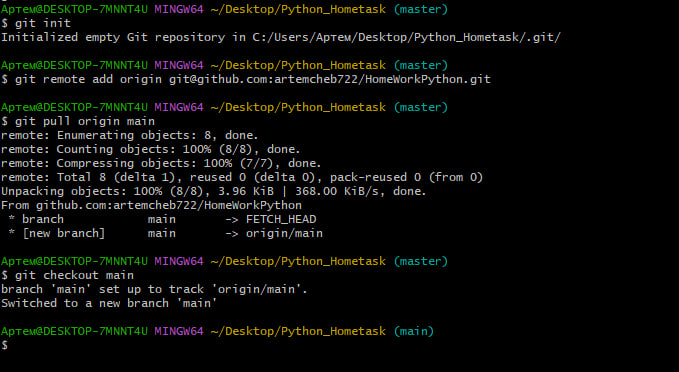 Артем@DESKTOP-7MNNT4U MINGW64 ~/Desktop/Python_Hometask (master)
$ git init
Initialized empty Git repository in C:/Users/Артем/Desktop/Python_Hometask/.git/
Артем@DESKTOP-7MNNT4U MINGW64 ~/Desktop/Python_Hometask (master)
$ git remote add origin git@github.com:artemcheb722/HomeWorkPython.git
Артем@DESKTOP-7MNNT4U MINGW64 ~/Desktop/Python_Hometask (master)
$ git pull origin main
remote: Enumerating objects: 8, done.
remote: Counting objects: 100% (8/8), done.
remote: Compressing objects: 100% (7/7), done.
remote: Total 8 (delta 1), reused 0 (delta 0), pack-reused 0 (from 0)
Unpacking objects: 100% (8/8), 3.96 KiB | 368.00 KiB/s, done.
From github.com:artemcheb722/HomeWorkPython
 * branch            main       -> FETCH_HEAD
 * [new branch]      main       -> origin/main
Артем@DESKTOP-7MNNT4U MINGW64 ~/Desktop/Python_Hometask (master)
$ git checkout main
branch 'main' set up to track 'origin/main'.
Switched to a new branch 'main'
Артем@DESKTOP-7MNNT4U MINGW64 ~/Desktop/Python_Hometask (main)
$